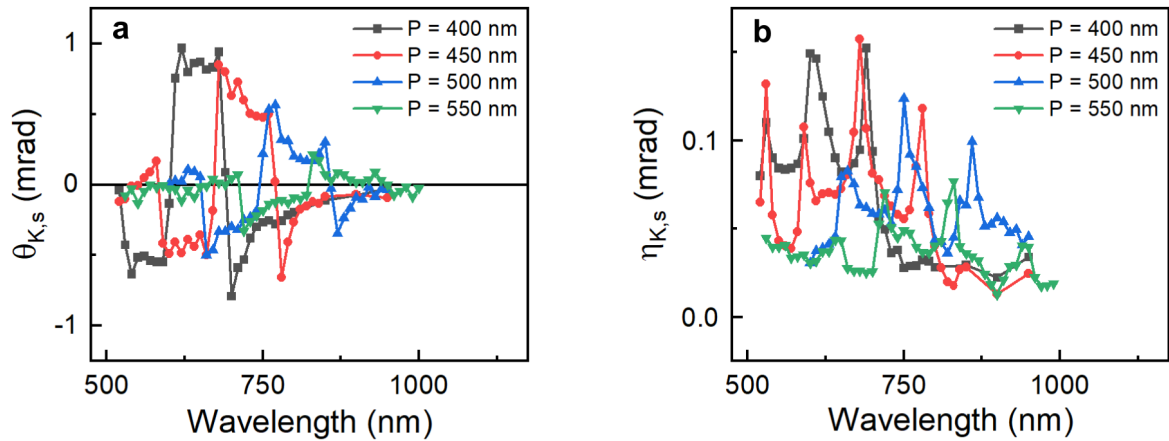 a
P = 400 nm
P = 450 nm
P = 500 nm
P = 550 nm
1
0
-1
θK,s (mrad)
500
750
1000
Wavelength (nm)
b
P = 400 nm
P = 450 nm
P = 500 nm
P = 550 nm
0.1
0.0
ηK,s (mrad)
500
750
1000
Wavelength (nm)